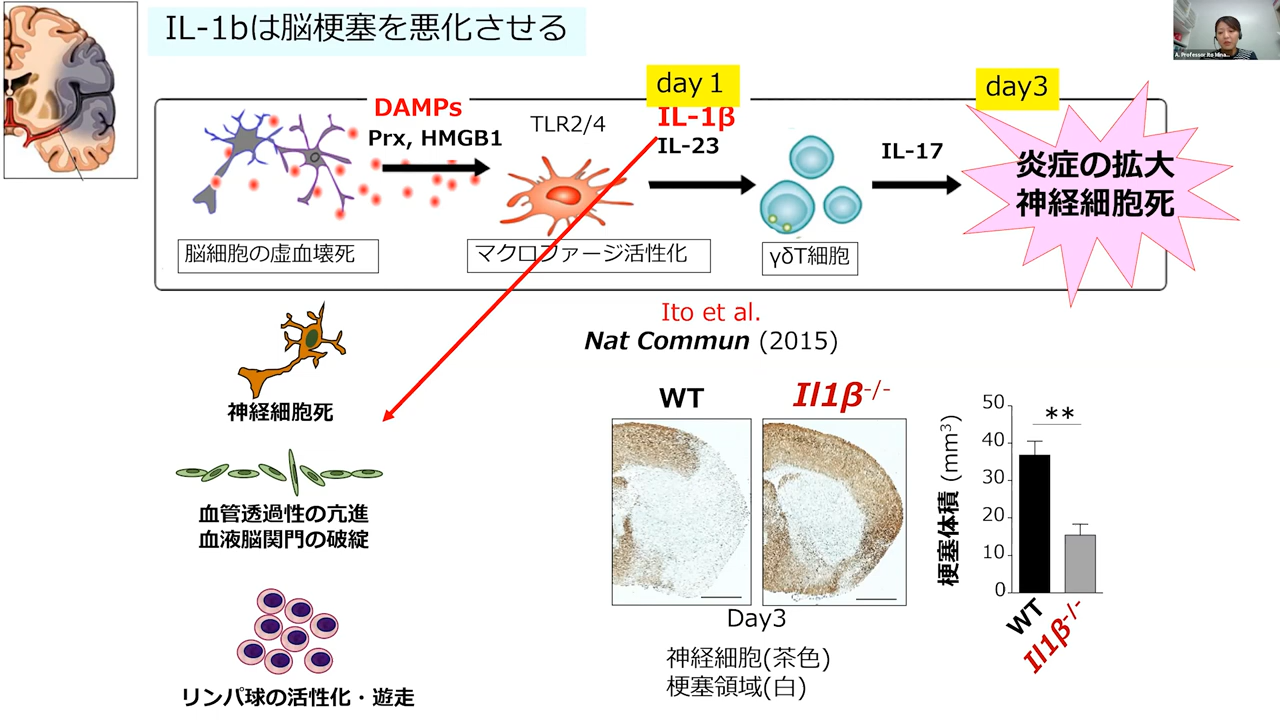 IL-1bは脳梗塞を悪化させる
A. Professor Ito Mina...
day 1
day3
DAMPs
Prx, HMGB1
TLR2/4
IL-1β
IL-23
IL-17
炎症の拡大
神経細胞死
脳細胞の虚血壊死
マクロファージ活性化
γδT細胞
Ito et al.
Nat Commun (2015)
神経細胞死
血管透過性の亢進
血液脳関門の破綻
リンパ球の活性化・遊走
WT
Il1β-/-
Day3
神経細胞(茶色)
梗塞領域(白)
梗塞体積 (mm³)
50
40
30
20
10
0
**
WT
Il1β-/-